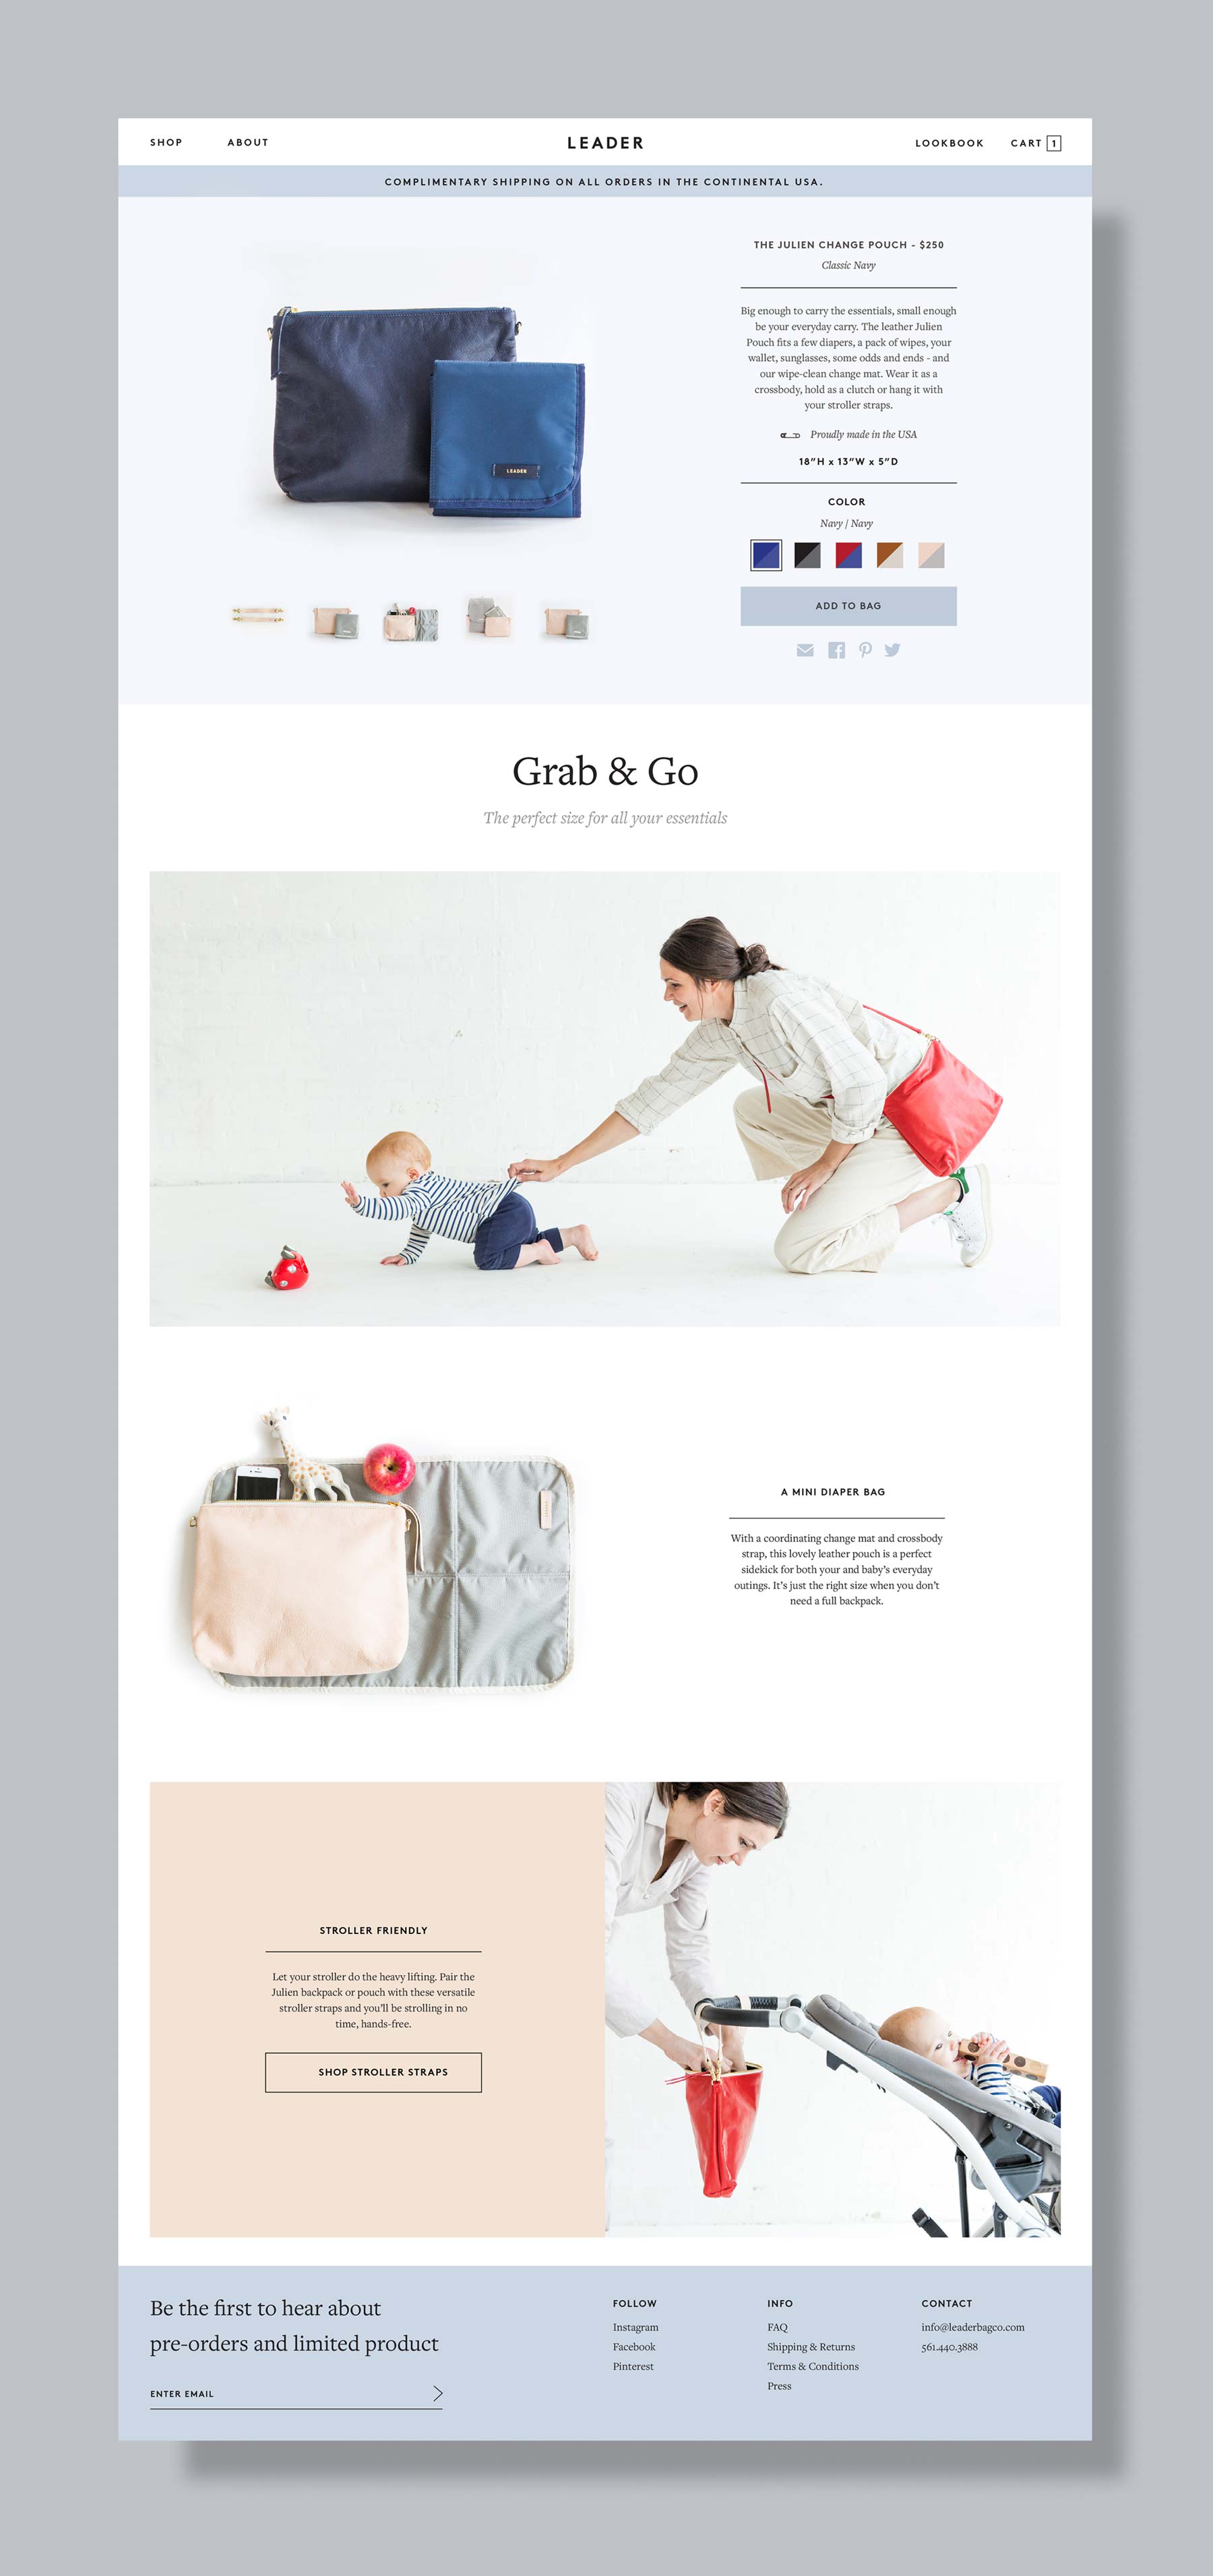 SHOP ABOUT LEADER LOOKBOOK CART 1
COMPLIMENTARY SHIPPING ON ALL ORDERS IN THE CONTINENTAL USA.
LEADER
THE JULIEN CHANGE POUCH - $250
Classic Navy
Big enough to carry the essentials, small enough
be your everyday carry. The leather Julien
Pouch fits a few diapers, a pack of wipes, your
wallet, sunglasses, some odds and ends - and
our wipe-clean change mat. Wear it as a
crossbody, hold as a clutch or hang it with
your stroller straps.
Proudly made in the USA
18”H x 13”W x 5”D
COLOR
Navy / Navy
ADD TO BAG
Grab & Go
The perfect size for all your essentials
A MINI DIAPER BAG
With a coordinating change mat and crossbody
strap, this lovely leather pouch is a perfect
sidekick for both your and baby’s everyday
outings. It’s just the right size when you don’t
need a full backpack.
STROLLER FRIENDLY
Let your stroller do the heavy lifting. Pair the
Julien backpack or pouch with these versatile
stroller straps and you’ll be strolling in no
time, hands-free.
SHOP STROLLER STRAPS
Be the first to hear about
pre-orders and limited product
ENTER EMAIL
FOLLOW
Instagram
Facebook
Pinterest
INFO
FAQ
Shipping & Returns
Terms & Conditions
Press
CONTACT
info@leaderbagco.com
561.440.3888